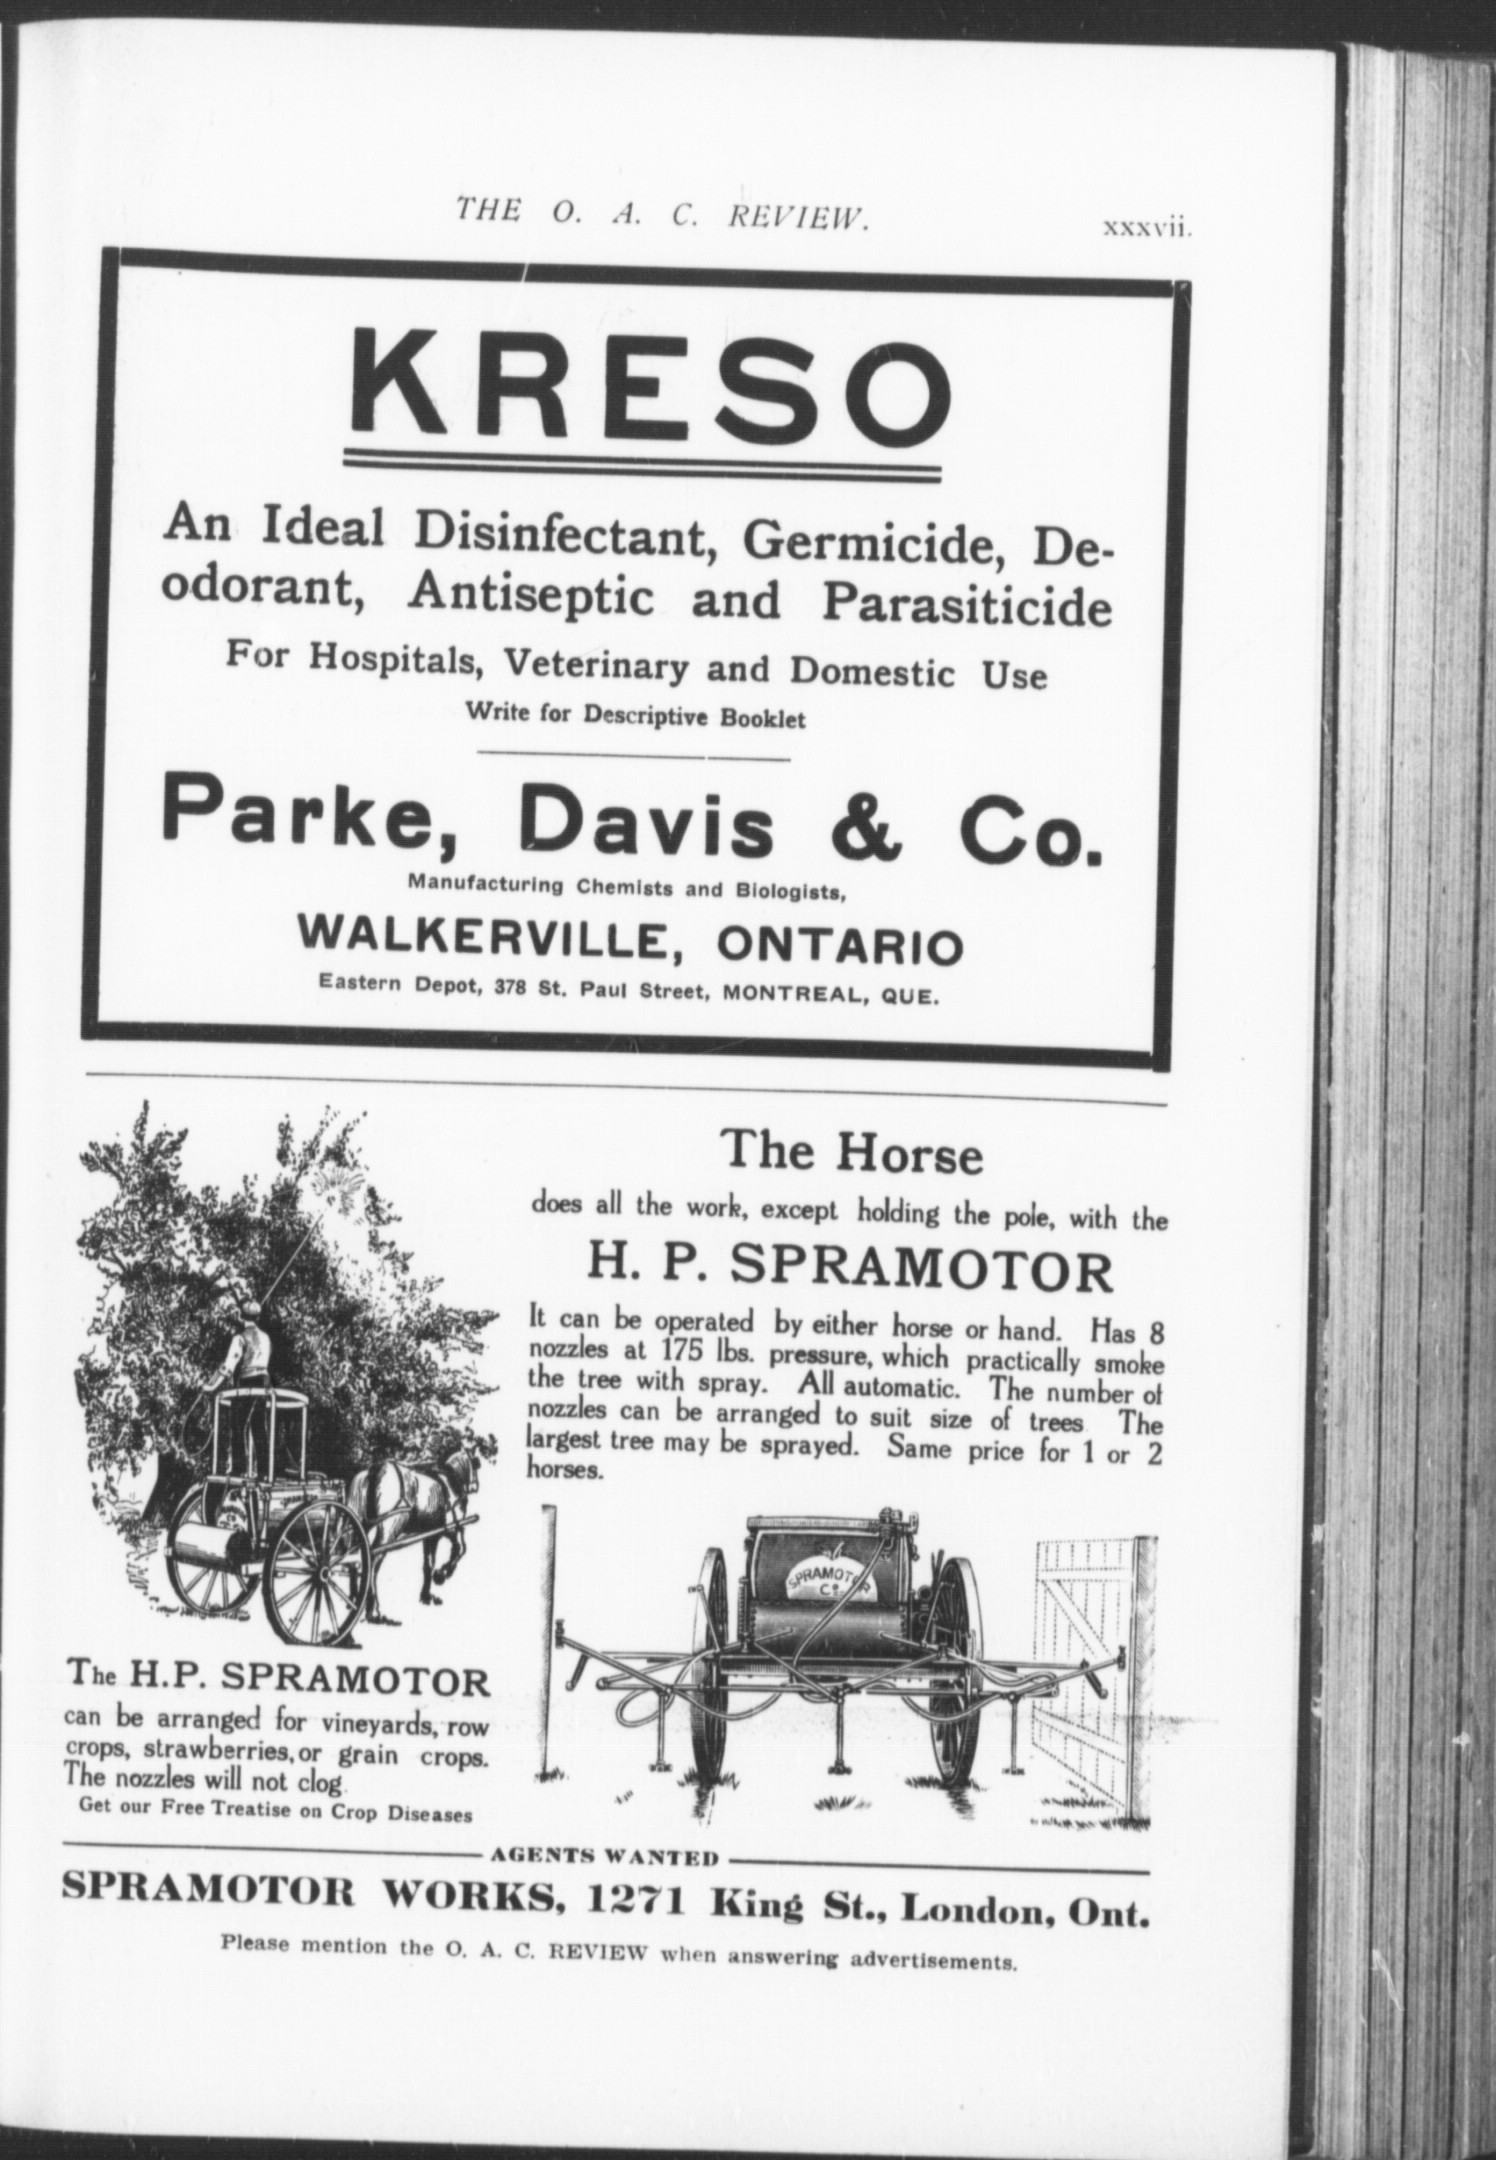 THE O. A. C. REVIEW. xxxvii.
KRESO
An Ideal Disinfectant, Germicide, De-
odorant, Antiseptic and Parasiticide
For Hospitals, Veterinary and Domestic Use
Write for Descriptive Booklet
Parke, Davis & Co.
Manufacturing Chemists and Biologists,
WALKERVILLE, ONTARIO
Eastern Depot, 378 St. Paul Street, MONTREAL, QUE.
The Horse
does all the work, except holding the pole, with the
H. P. SPRAMOTOR
It can be operated by either horse or hand. Has 8
nozzles at 175 lbs. pressure, which practically smoke
the tree with spray. All automatic. The number of
nozzles can be arranged to suit size of trees The
largest tree may be sprayed. Same price for 1 or 2
horses.
SPRAMOTOR
Co.
The H.P. SPRAMOTOR
can be arranged for vineyards, row
crops, strawberries, or grain crops.
The nozzles will not clog.
Get our Free Treatise on Crop Diseases
AGENTS WANTED
SPRAMOTOR WORKS, 1271 King St., London, Ont.
Please mention the O. A. C. REVIEW when answering advertisements.